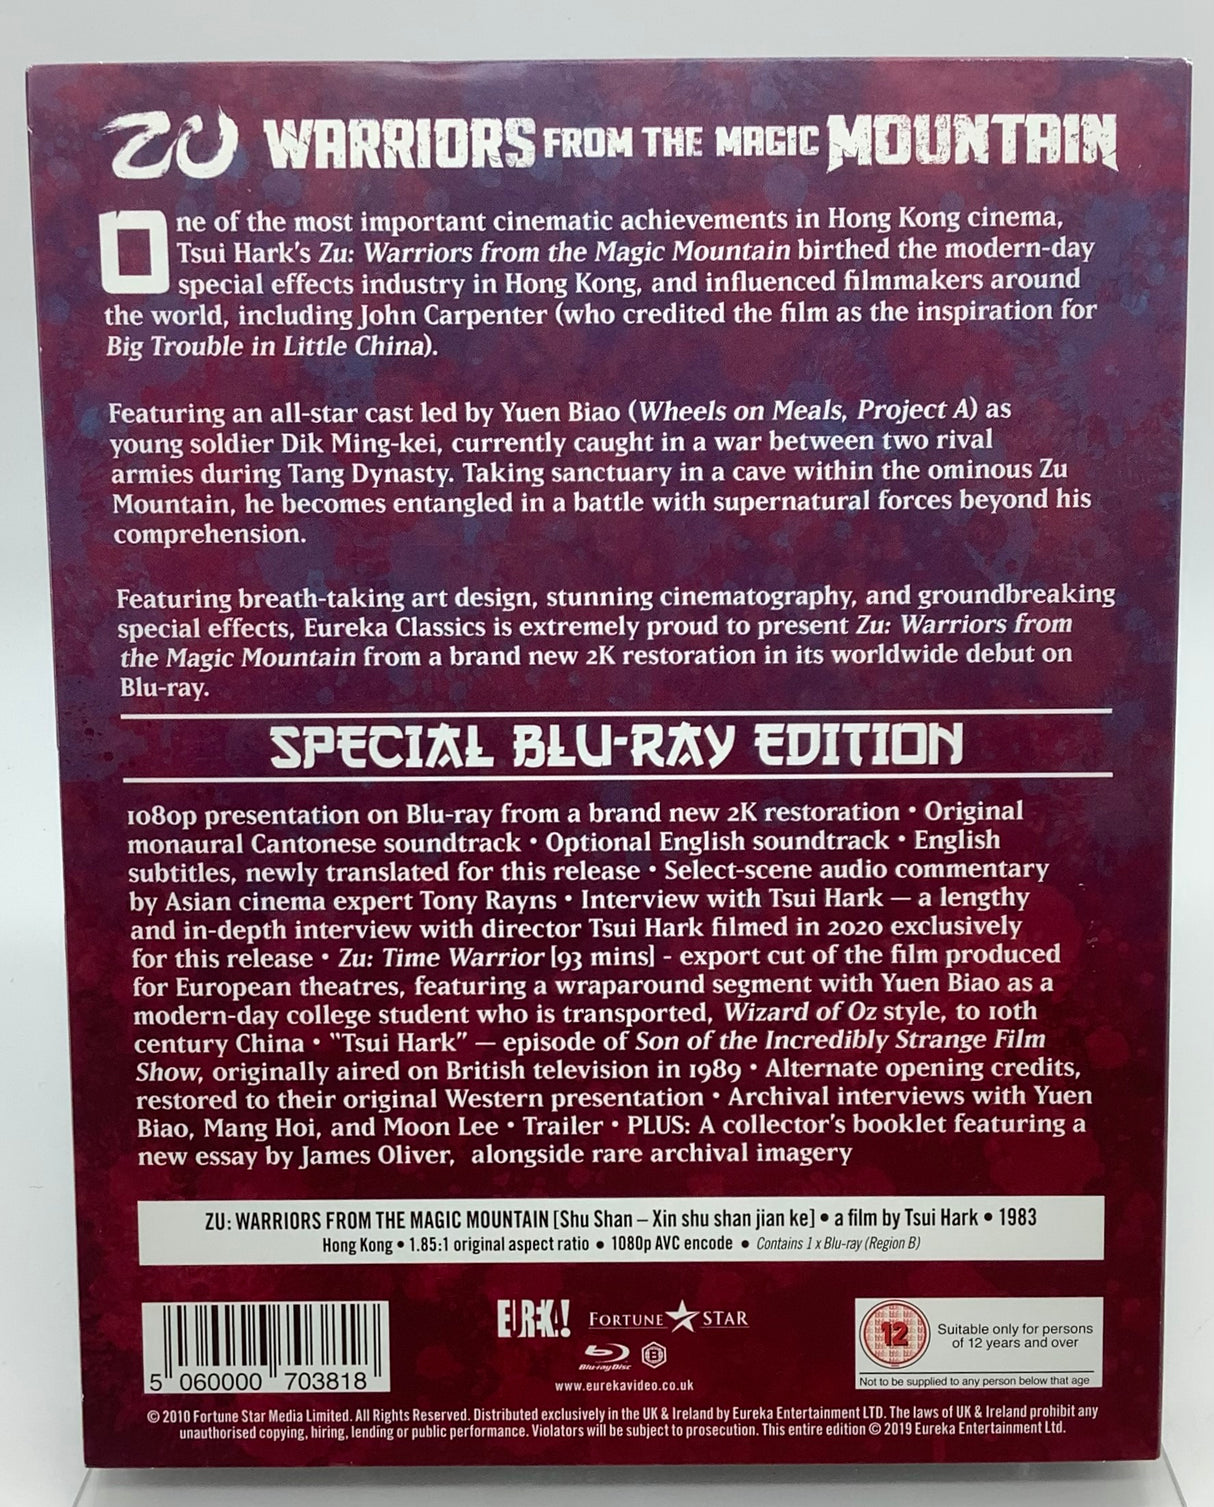 ZU WARRIORS FROM THE MAGIC MOUNTAIN
One of the most important cinematic achievements in Hong Kong cinema,
Tsui Hark's Zu: Warriors from the Magic Mountain birthed the modern-day
special effects industry in Hong Kong, and influenced filmmakers around
the world, including John Carpenter (who credited the film as the inspiration for
Big Trouble in Little China).
Featuring an all-star cast led by Yuen Biao (Wheels on Meals, Project A) as
young soldier Dik Ming-kei, currently caught in a war between two rival
armies during Tang Dynasty. Taking sanctuary in a cave within the ominous Zu
Mountain, he becomes entangled in a battle with supernatural forces beyond his
comprehension.
Featuring breath-taking art design, stunning cinematography, and groundbreaking
special effects, Eureka Classics is extremely proud to present Zu: Warriors from
the Magic Mountain from a brand new 2K restoration in its worldwide debut on
Blu-ray.
SPECIAL BLU-RAY EDITION
1080p presentation on Blu-ray from a brand new 2K restoration • Original
monaural Cantonese soundtrack • Optional English soundtrack • English
subtitles, newly translated for this release • Select-scene audio commentary
by Asian cinema expert Tony Rayns • Interview with Tsui Hark — a lengthy
and in-depth interview with director Tsui Hark filmed in 2020 exclusively
for this release • Zu: Time Warrior [93 mins] - export cut of the film produced
for European theatres, featuring a wraparound segment with Yuen Biao as a
modern-day college student who is transported, Wizard of Oz style, to 10th
century China • "Tsui Hark" — episode of Son of the Incredibly Strange Film
Show, originally aired on British television in 1989 • Alternate opening credits,
restored to their original Western presentation • Archival interviews with Yuen
Biao, Mang Hoi, and Moon Lee • Trailer • PLUS: A collector's booklet featuring a
new essay by James Oliver, alongside rare archival imagery
ZU: WARRIORS FROM THE MAGIC MOUNTAIN [Shu Shan – Xin shu shan jian ke] • a film by Tsui Hark • 1983
Hong Kong • 1.85:1 original aspect ratio • 1080p AVC encode • Contains 1 x Blu-ray (Region B)
5 060000 703818
EUREKA!
FORTUNE STAR
Blu-ray Disc
B
www.eurekavideo.co.uk
12
Suitable only for persons
of 12 years and over
Not to be supplied to any person below that age
© 2010 Fortune Star Media Limited. All Rights Reserved. Distributed exclusively in the UK & Ireland by Eureka Entertainment LTD. The laws of UK & Ireland prohibit any
unauthorised copying, hiring, lending or public performance. Violators will be subject to prosecution. This entire edition © 2019 Eureka Entertainment Ltd.